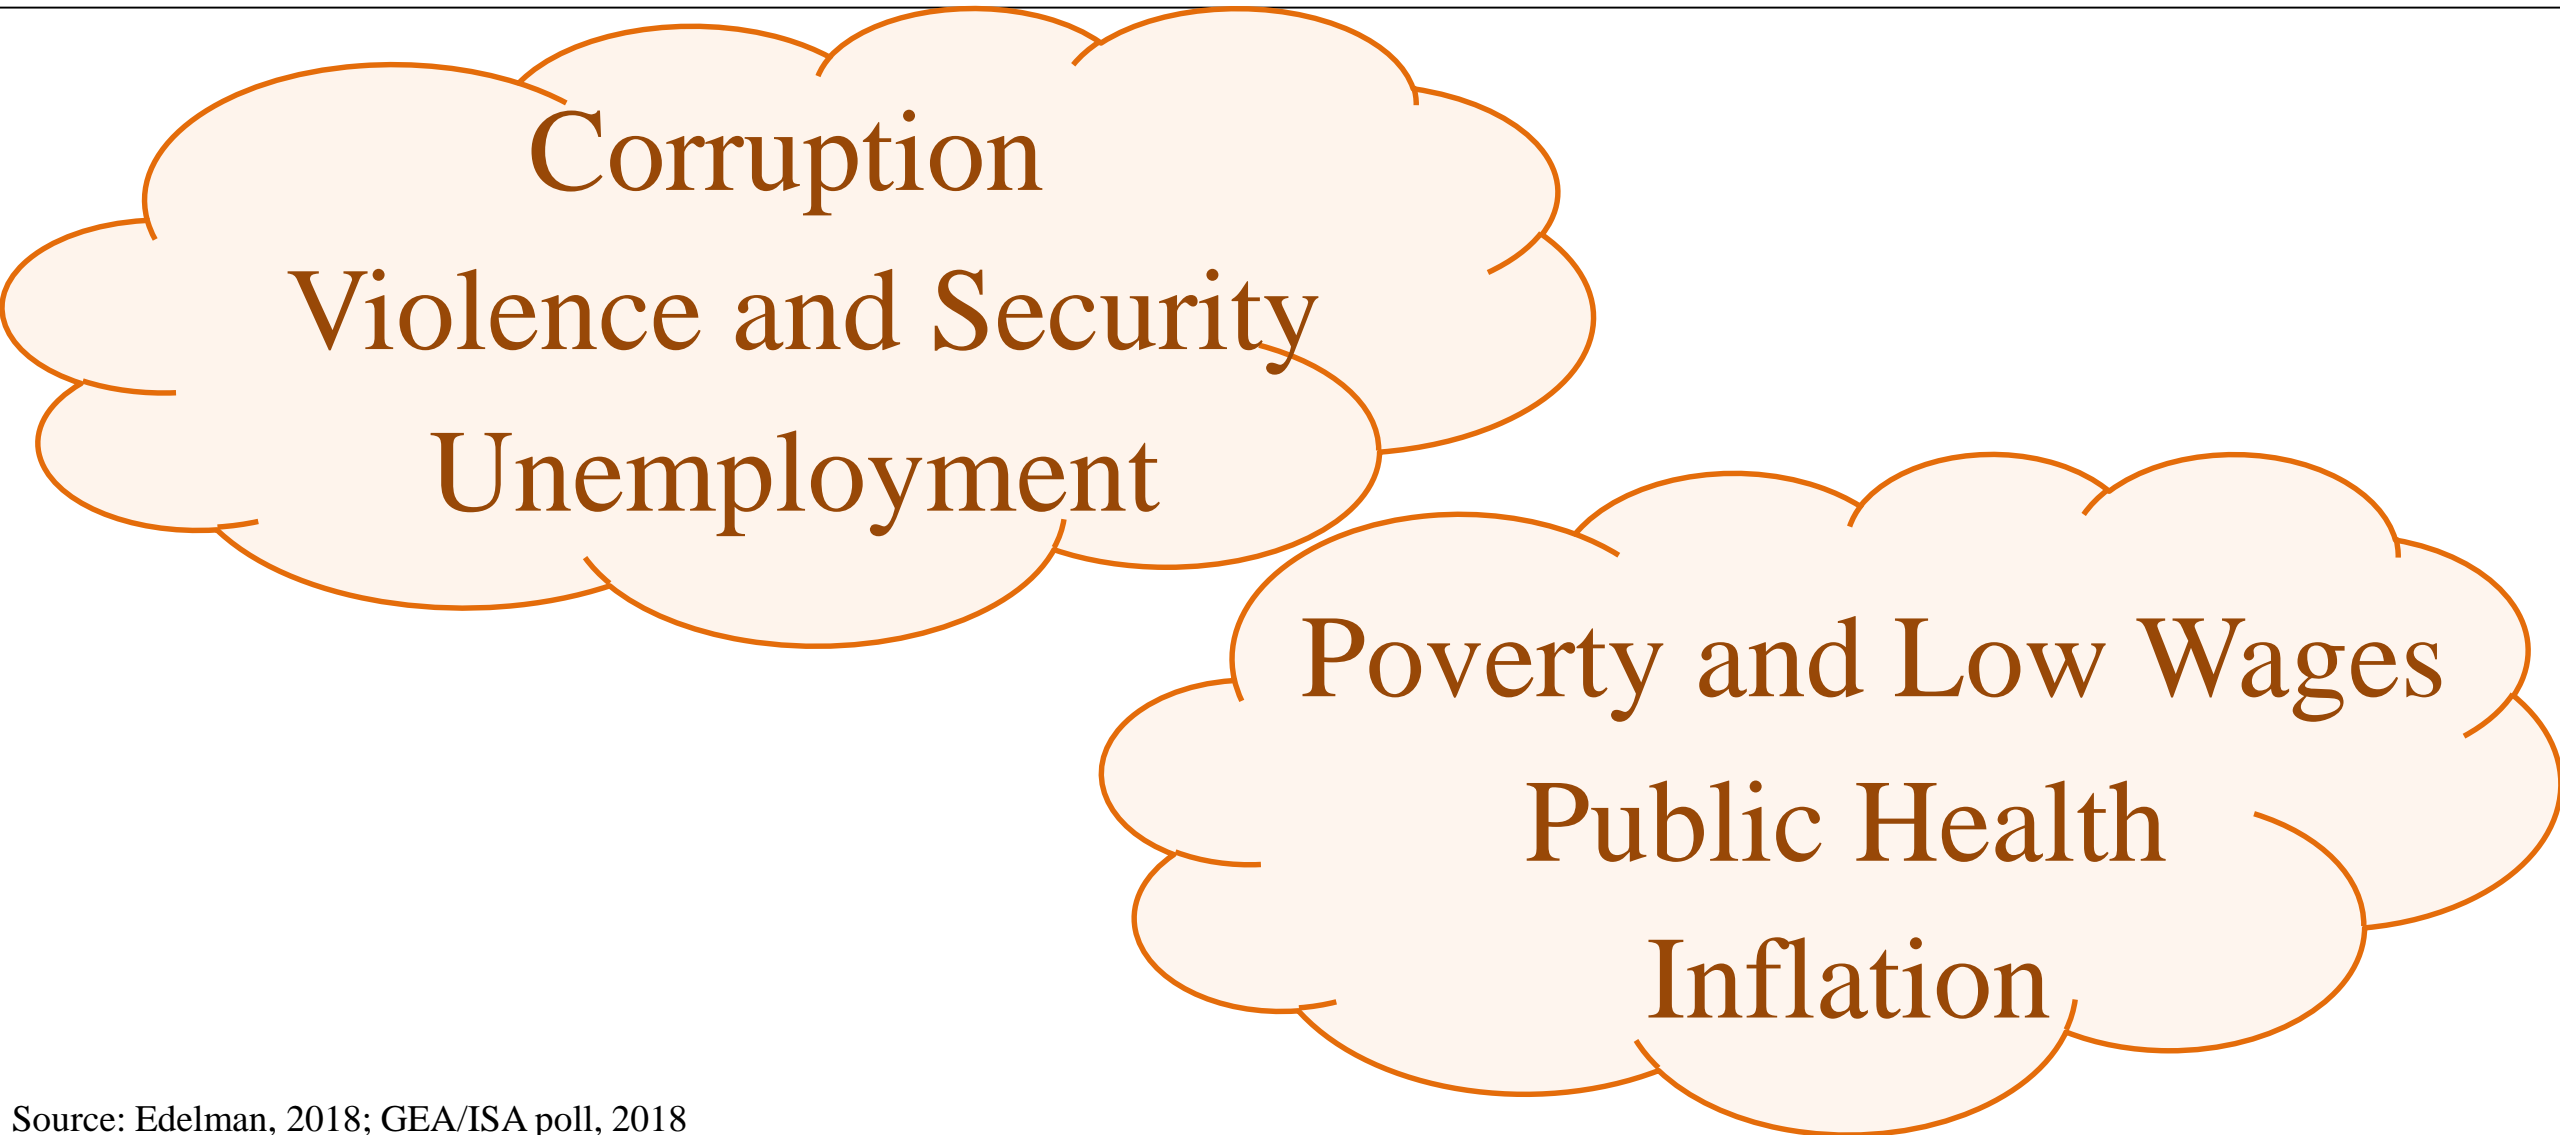 Corruption
Violence and Security
Unemployment
Poverty and Low Wages
Public Health
Inflation
Source: Edelman, 2018; GEA/ISA poll, 2018